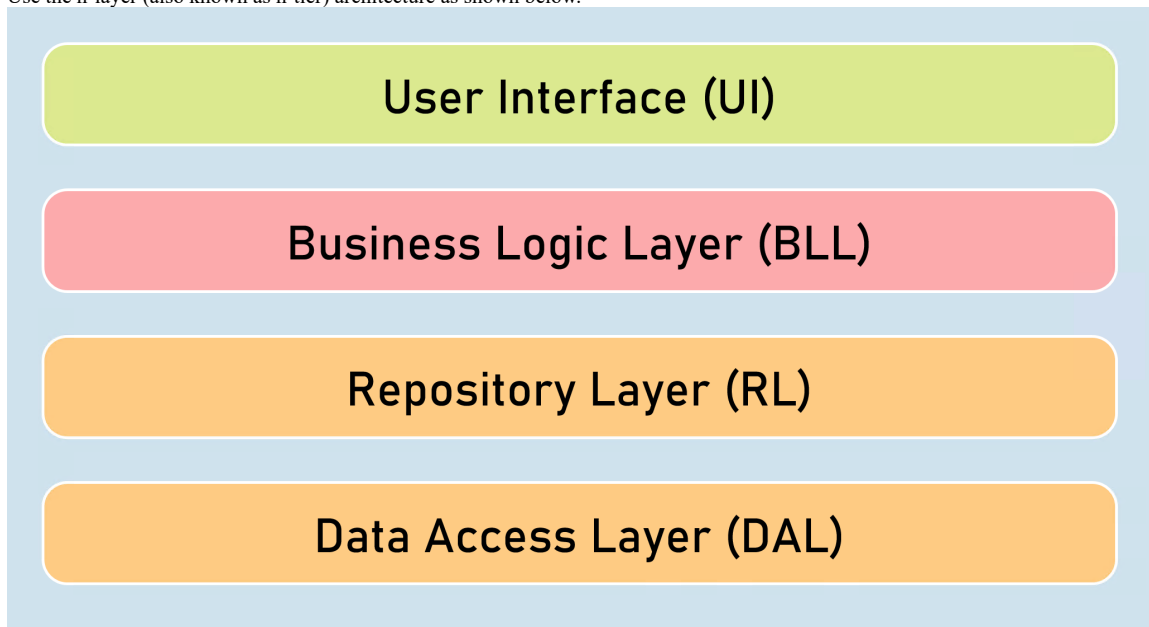 Use the n-layer (also known as n-tier) architecture as shown below.
User Interface (UI)
Business Logic Layer (BLL)
Repository Layer (RL)
Data Access Layer (DAL)